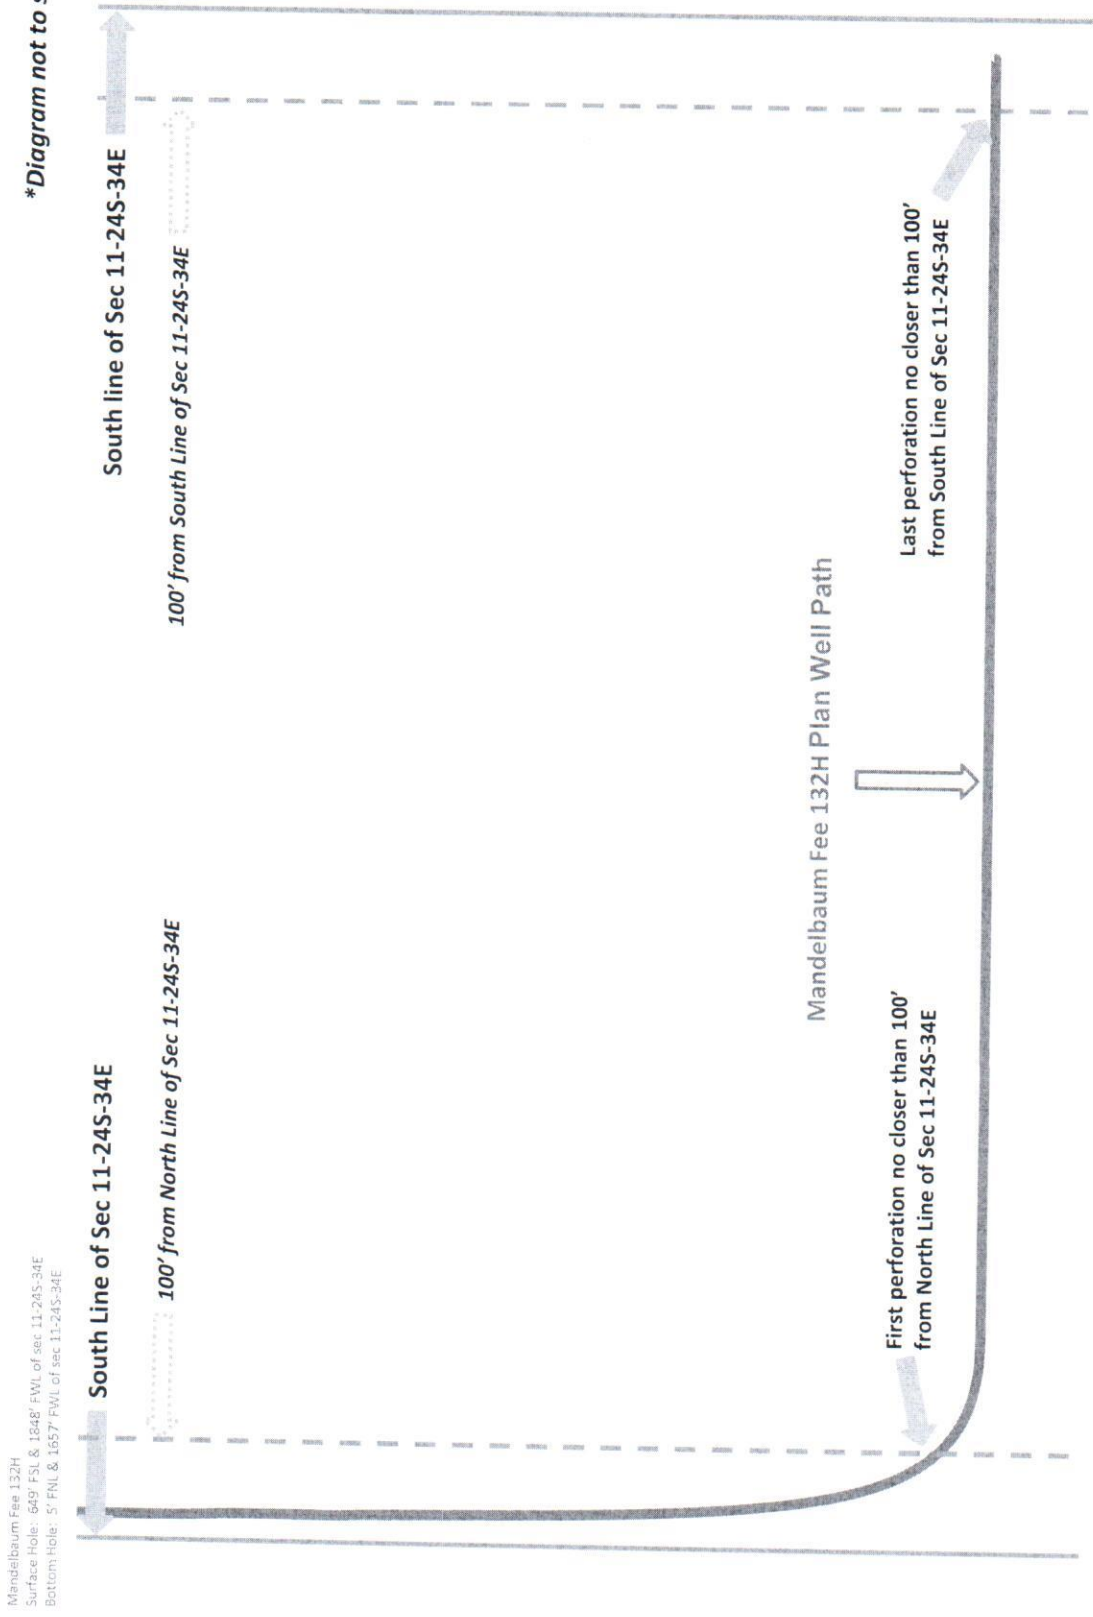 Mandelbaum Fee 132H
Surface Hole: 649' FSL & 1848' FWL of sec 11-24S-34E
Bottom Hole: 5' FNL & 1657' FWL of sec 11-24S-34E
*Diagram not to s
South Line of Sec 11-24S-34E
South line of Sec 11-24S-34E
100' from North Line of Sec 11-24S-34E
100' from South Line of Sec 11-24S-34E
Mandelbaum Fee 132H Plan Well Path
First perforation no closer than 100'
from North Line of Sec 11-24S-34E
Last perforation no closer than 100'
from South Line of Sec 11-24S-34E